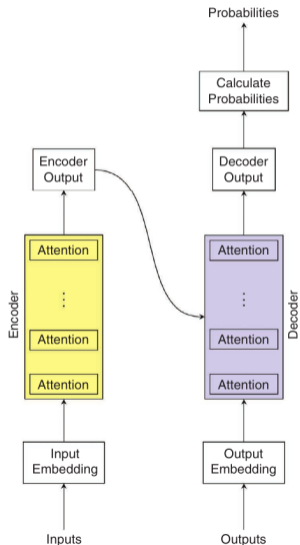 Probabilities
Calculate
Probabilities
Encoder
Output
Decoder
Output
Encoder
Attention
⋮
Attention
Attention
Attention
⋮
Attention
Attention
Decoder
Input
Embedding
Output
Embedding
Inputs
Outputs